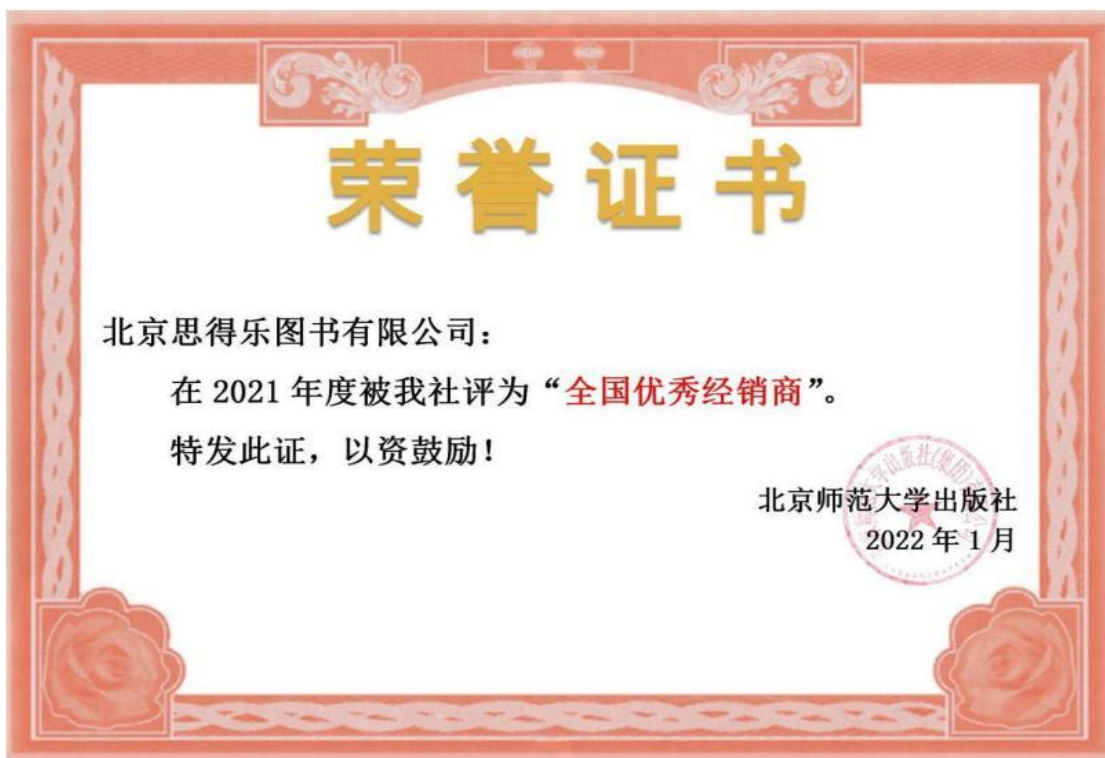 荣誉证书
北京思得乐图书有限公司：
在 2021 年度被我社评为“全国优秀经销商”。
特发此证，以资鼓励！
北京师范大学出版社
2022 年 1 月